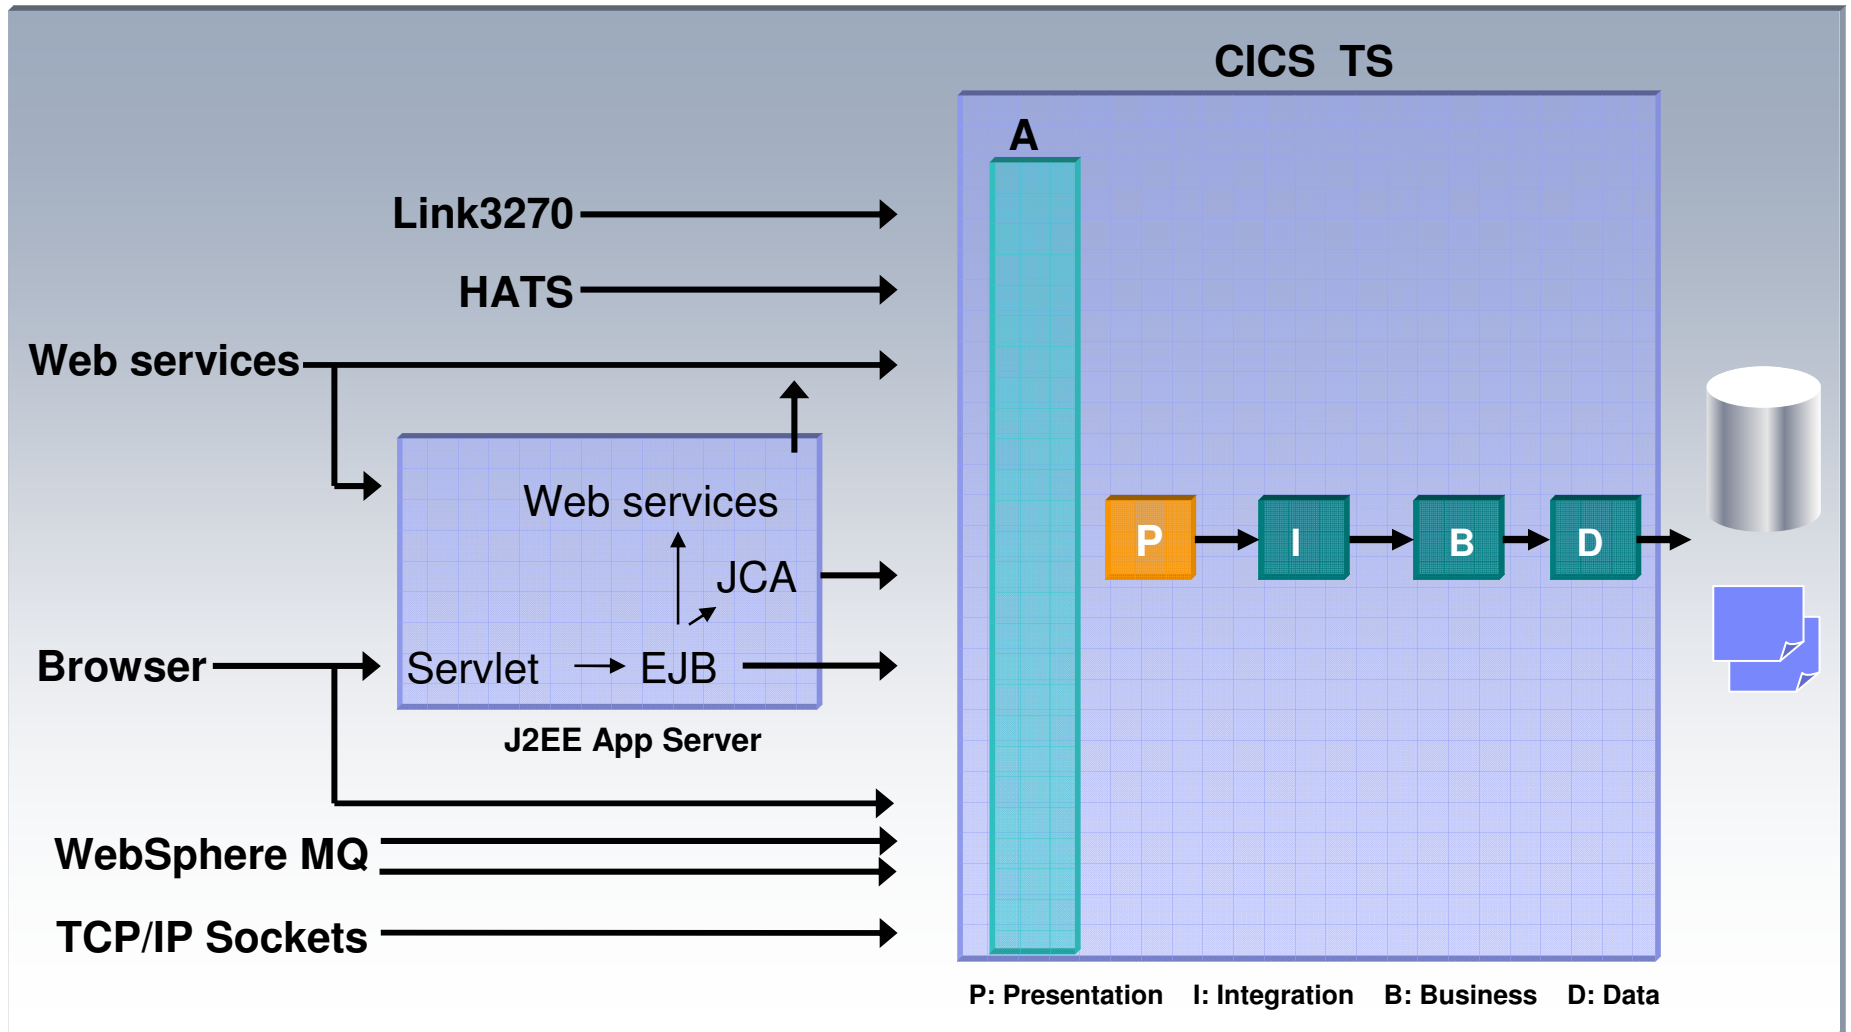 CICS TS
A
Link3270
HATS
Web services
Web services
JCA
P I B D
Browser
Servlet EJB
J2EE App Server
WebSphere MQ
TCP/IP Sockets
P: Presentation I: Integration B: Business D: Data